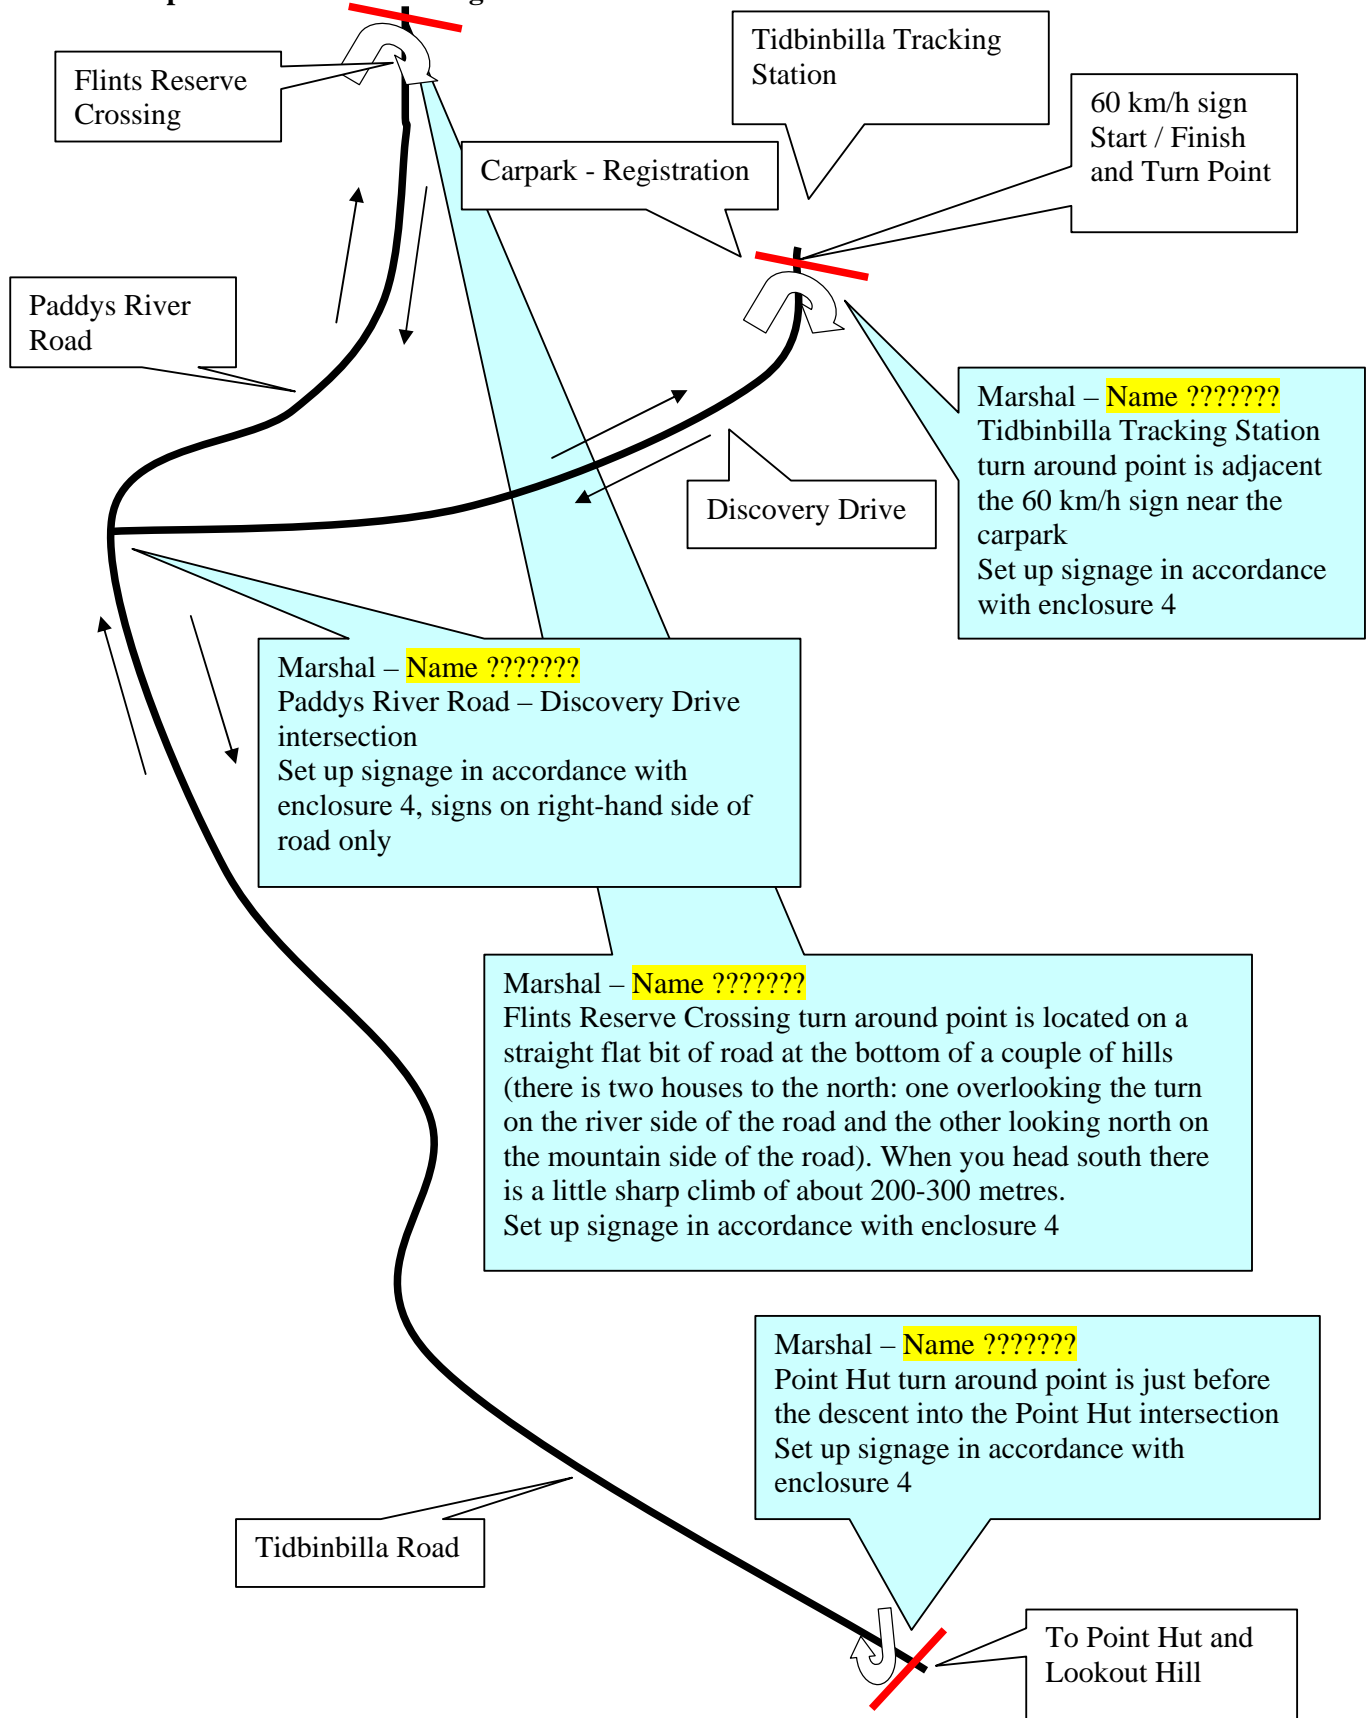 Flints Reserve
Crossing
Tidbinbilla Tracking
Station
60 km/h sign
Start / Finish
and Turn Point
Carpark - Registration
Paddys River
Road
Marshal – Name ???????
Tidbinbilla Tracking Station
turn around point is adjacent
the 60 km/h sign near the
carpark
Set up signage in accordance
with enclosure 4
Discovery Drive
Marshal – Name ???????
Paddys River Road – Discovery Drive
intersection
Set up signage in accordance with
enclosure 4, signs on right-hand side of
road only
Marshal – Name ???????
Flints Reserve Crossing turn around point is located on a
straight flat bit of road at the bottom of a couple of hills
(there is two houses to the north: one overlooking the turn
on the river side of the road and the other looking north on
the mountain side of the road). When you head south there
is a little sharp climb of about 200-300 metres.
Set up signage in accordance with enclosure 4
Marshal – Name ???????
Point Hut turn around point is just before
the descent into the Point Hut intersection
Set up signage in accordance with
enclosure 4
Tidbinbilla Road
To Point Hut and
Lookout Hill